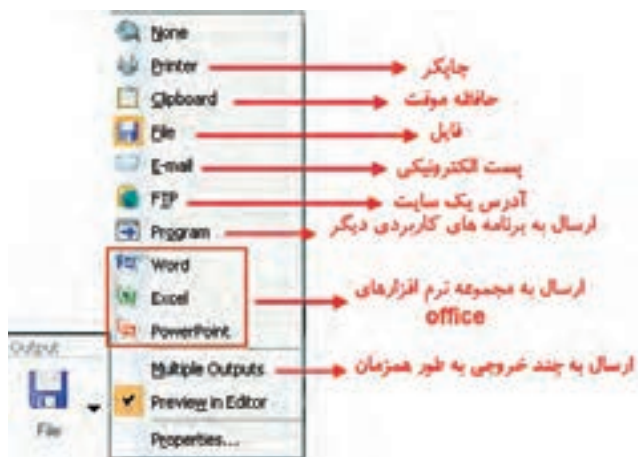 None
Printer چاپگر
Clipboard حافظه موقت
File فایل
E-mail پست الکترونیکی
FTP آدرس یک سایت
Program ارسال به برنامه های کاربردی دیگر
Word
Excel ارسال به مجموعه نرم افزارهای
office
PowerPoint
Output
Multiple Outputs ارسال به چند خروجی به طور همزمان
Preview in Editor
File
Properties...